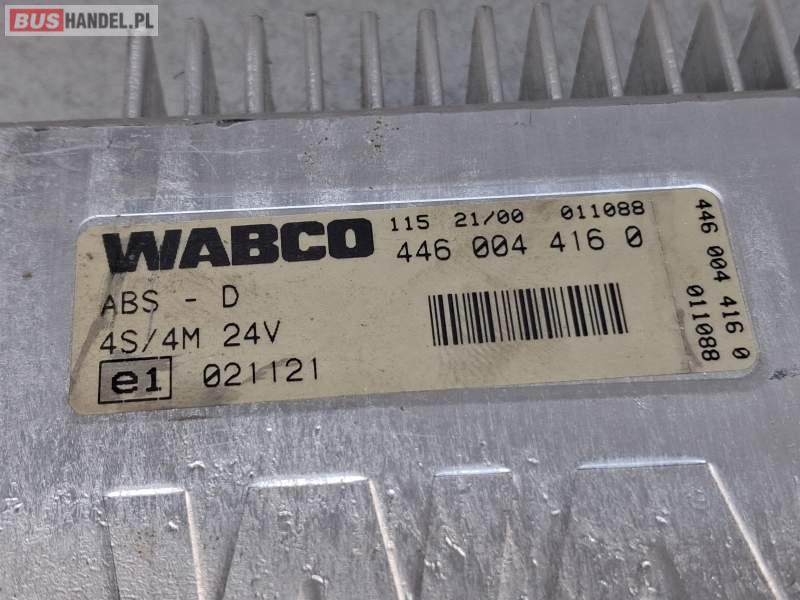 BUSHANDEL.PL
WABCO
115 21/00 011088
446 004 416 0
ABS - D
4S/4M 24V
e1 021121
446 004 416 0
011088